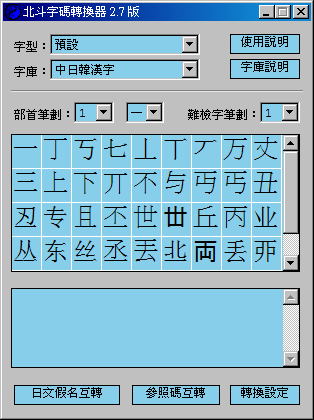 北斗字碼轉換器 2.7 版
字型： 預設 使用說明
字庫： 中日韓漢字 字庫說明
部首筆劃： 1 一 難檢字筆劃： 1
一 丁 丂 七 丄 丅 丆 万 丈
三 上 下 丌 不 与 丏 丐 丑
丒 专 且 丕 世 丗 丘 丙 业
丛 东 丝 丞 丟 北 両 丢 丣
日文假名互轉 參照碼互轉 轉換設定